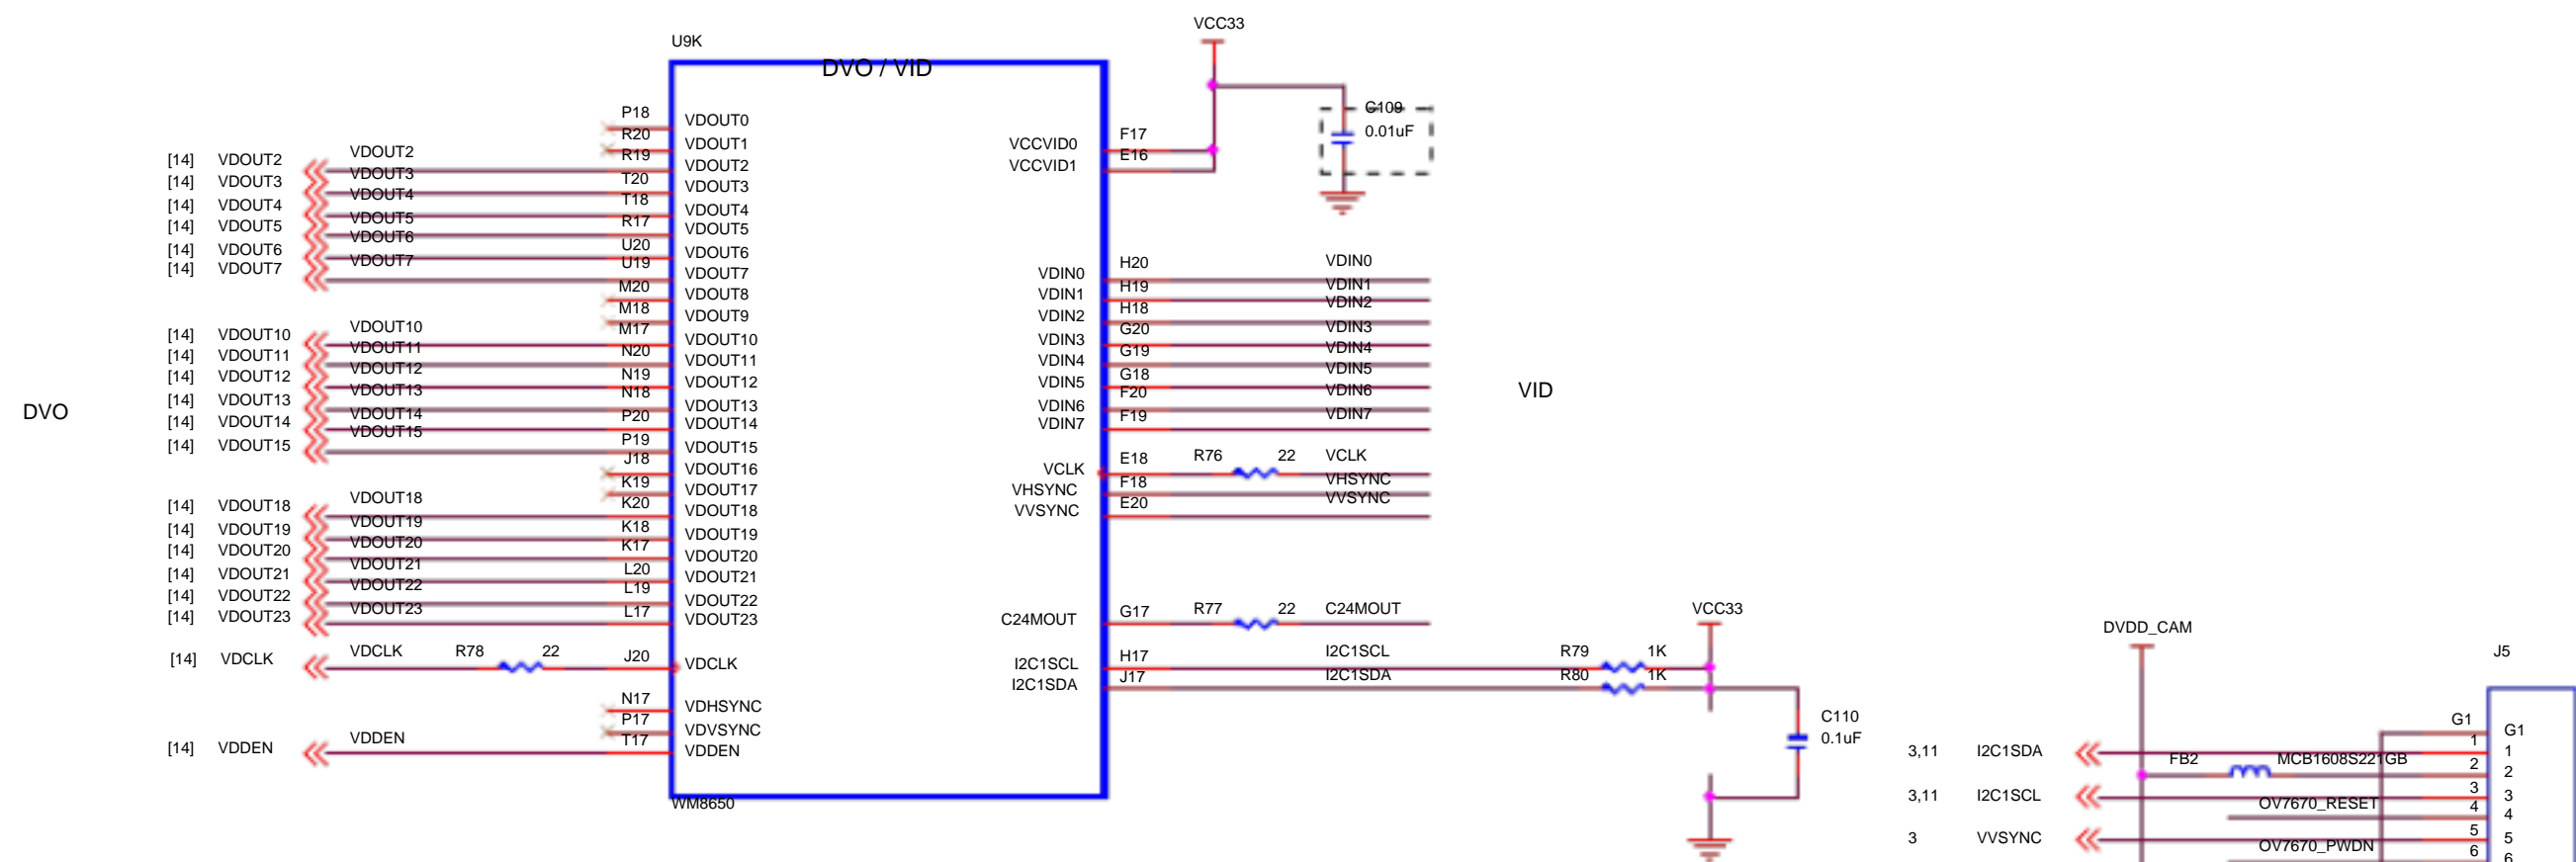 VCC33
U9K
DVO / VID
C109
0.01uF
P18 VDOUT0
R20 VDOUT1
[14] VDOUT2 VDOUT2 R19 VDOUT2
[14] VDOUT3 VDOUT3 T20 VDOUT3
[14] VDOUT4 VDOUT4 T18 VDOUT4
[14] VDOUT5 VDOUT5 R17 VDOUT5
[14] VDOUT6 VDOUT6 U20 VDOUT6
[14] VDOUT7 VDOUT7 U19 VDOUT7
M20 VDOUT8
M18 VDOUT9
[14] VDOUT10 VDOUT10 M17 VDOUT10
[14] VDOUT11 VDOUT11 N20 VDOUT11
[14] VDOUT12 VDOUT12 N19 VDOUT12
[14] VDOUT13 VDOUT13 N18 VDOUT13
[14] VDOUT14 VDOUT14 P20 VDOUT14
[14] VDOUT15 VDOUT15 P19 VDOUT15
J18 VDOUT16
K19 VDOUT17
[14] VDOUT18 VDOUT18 K20 VDOUT18
[14] VDOUT19 VDOUT19 K18 VDOUT19
[14] VDOUT20 VDOUT20 K17 VDOUT20
[14] VDOUT21 VDOUT21 L20 VDOUT21
[14] VDOUT22 VDOUT22 L19 VDOUT22
[14] VDOUT23 VDOUT23 L17 VDOUT23
[14] VDCLK VDCLK R78 22 J20 VDCLK
N17 VDHSYNC
P17 VDVSYNC
[14] VDDEN VDDEN T17 VDDEN
DVO
WM8650
VCCVID0 F17
VCCVID1 E16
VDIN0 H20 VDIN0
VDIN1 H19 VDIN1
VDIN2 H18 VDIN2
VDIN3 G20 VDIN3
VDIN4 G19 VDIN4
VDIN5 G18 VDIN5
VDIN6 F20 VDIN6
VDIN7 F19 VDIN7
VID
VCLK E18 R76 22 VCLK
VHSYNC F18 VHSYNC
VVSYNC E20 VVSYNC
C24MOUT G17 R77 22 C24MOUT
VCC33
I2C1SCL H17 I2C1SCL R79 1K
I2C1SDA J17 I2C1SDA R80 1K
C110
0.1uF
DVDD_CAM
J5
G1 G1
3,11 I2C1SDA 1 1
FB2 MCB1608S221GB 2 2
3,11 I2C1SCL 3 3
OV7670_RESET 4 4
3 VVSYNC 5 5
OV7670_PWDN 6 6